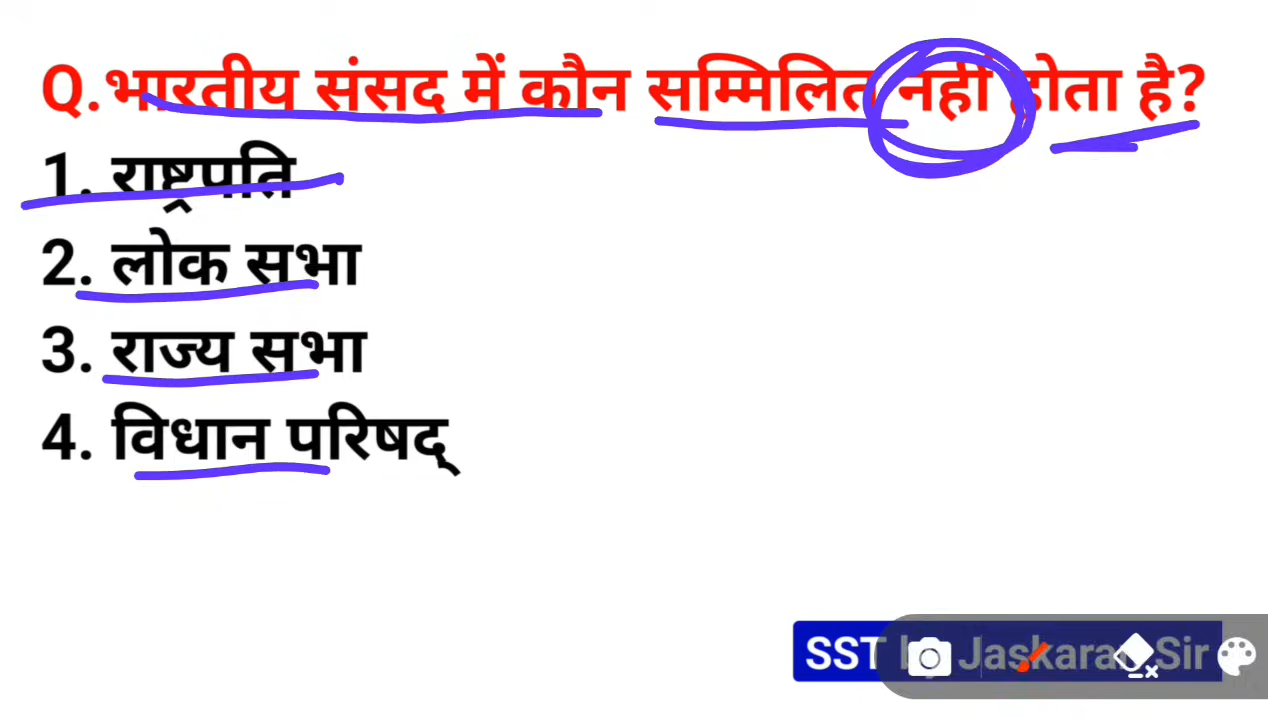 Q. भारतीय संसद में कौन सम्मिलित नहीं होता है?
1. राष्ट्रपति
2. लोक सभा
3. राज्य सभा
4. विधान परिषद्
SST by Jaskaran Sir